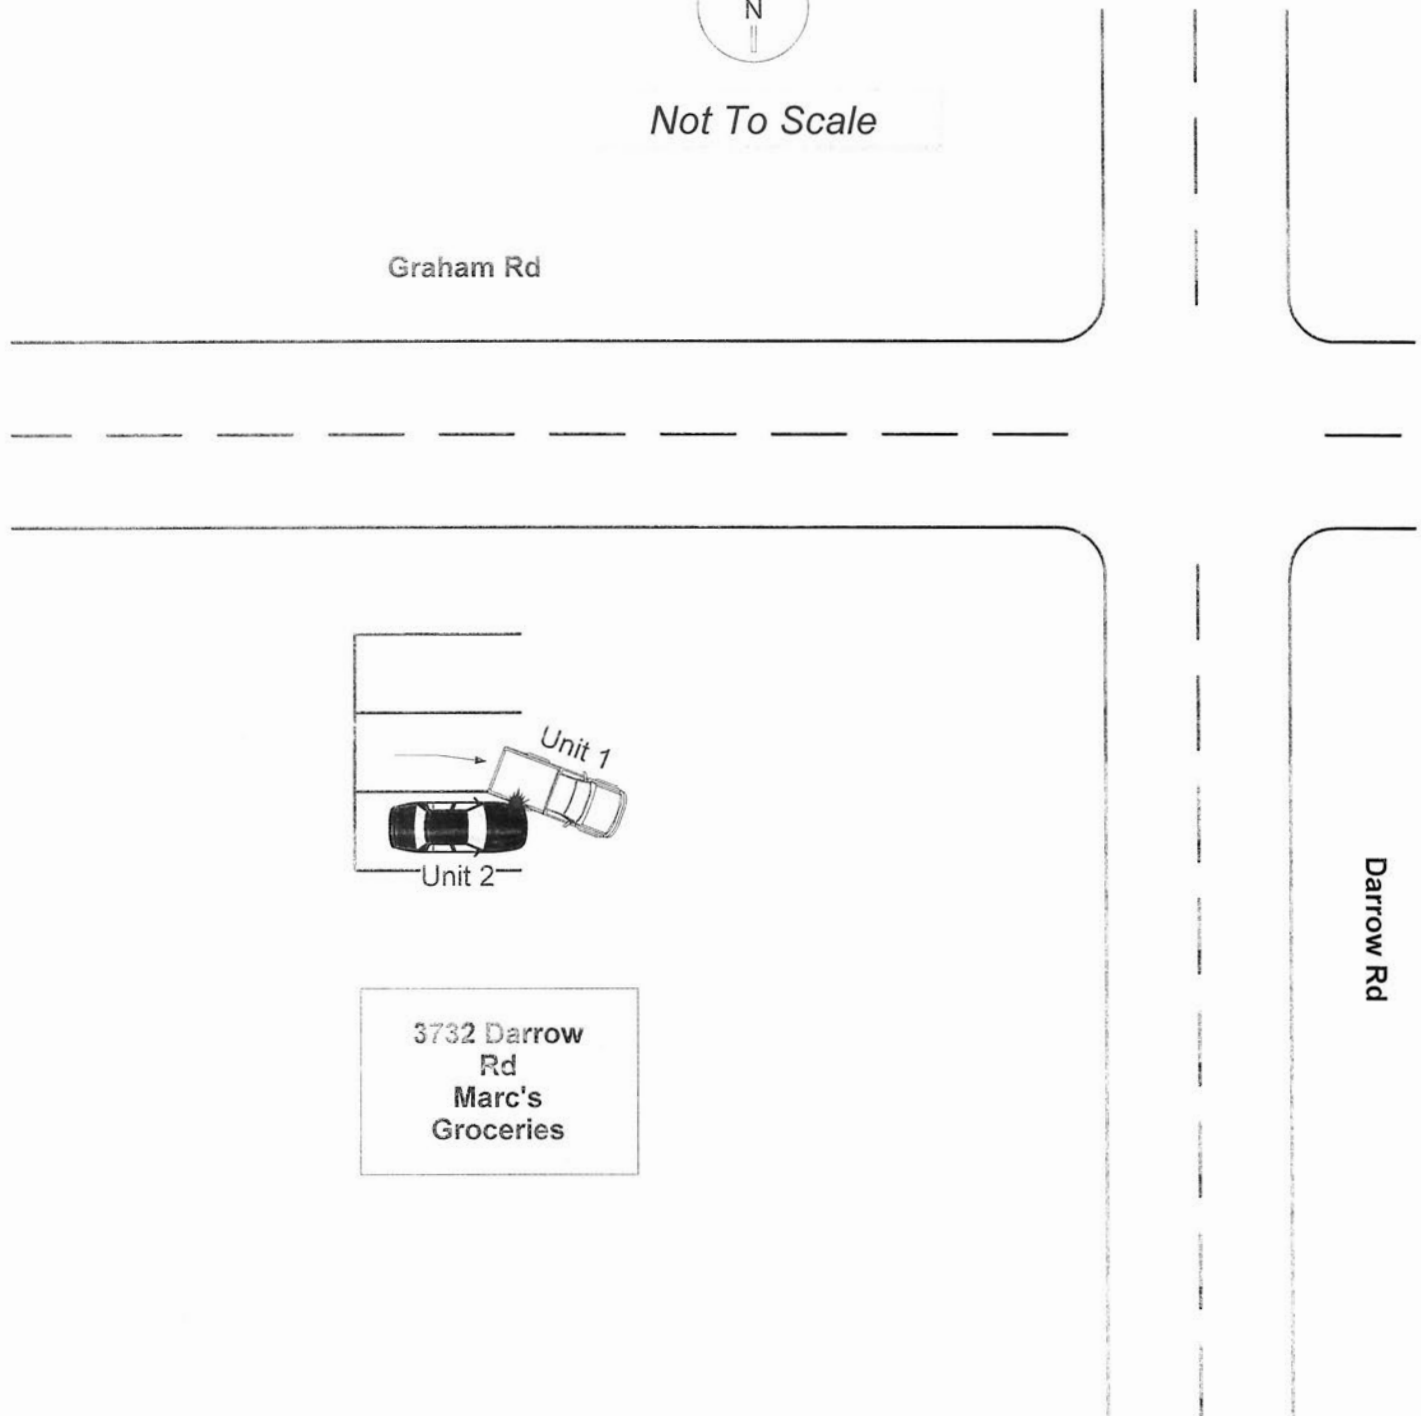 N
Not To Scale
Graham Rd
Unit 1
Unit 2
Darrow Rd
3732 Darrow
Rd
Marc's
Groceries